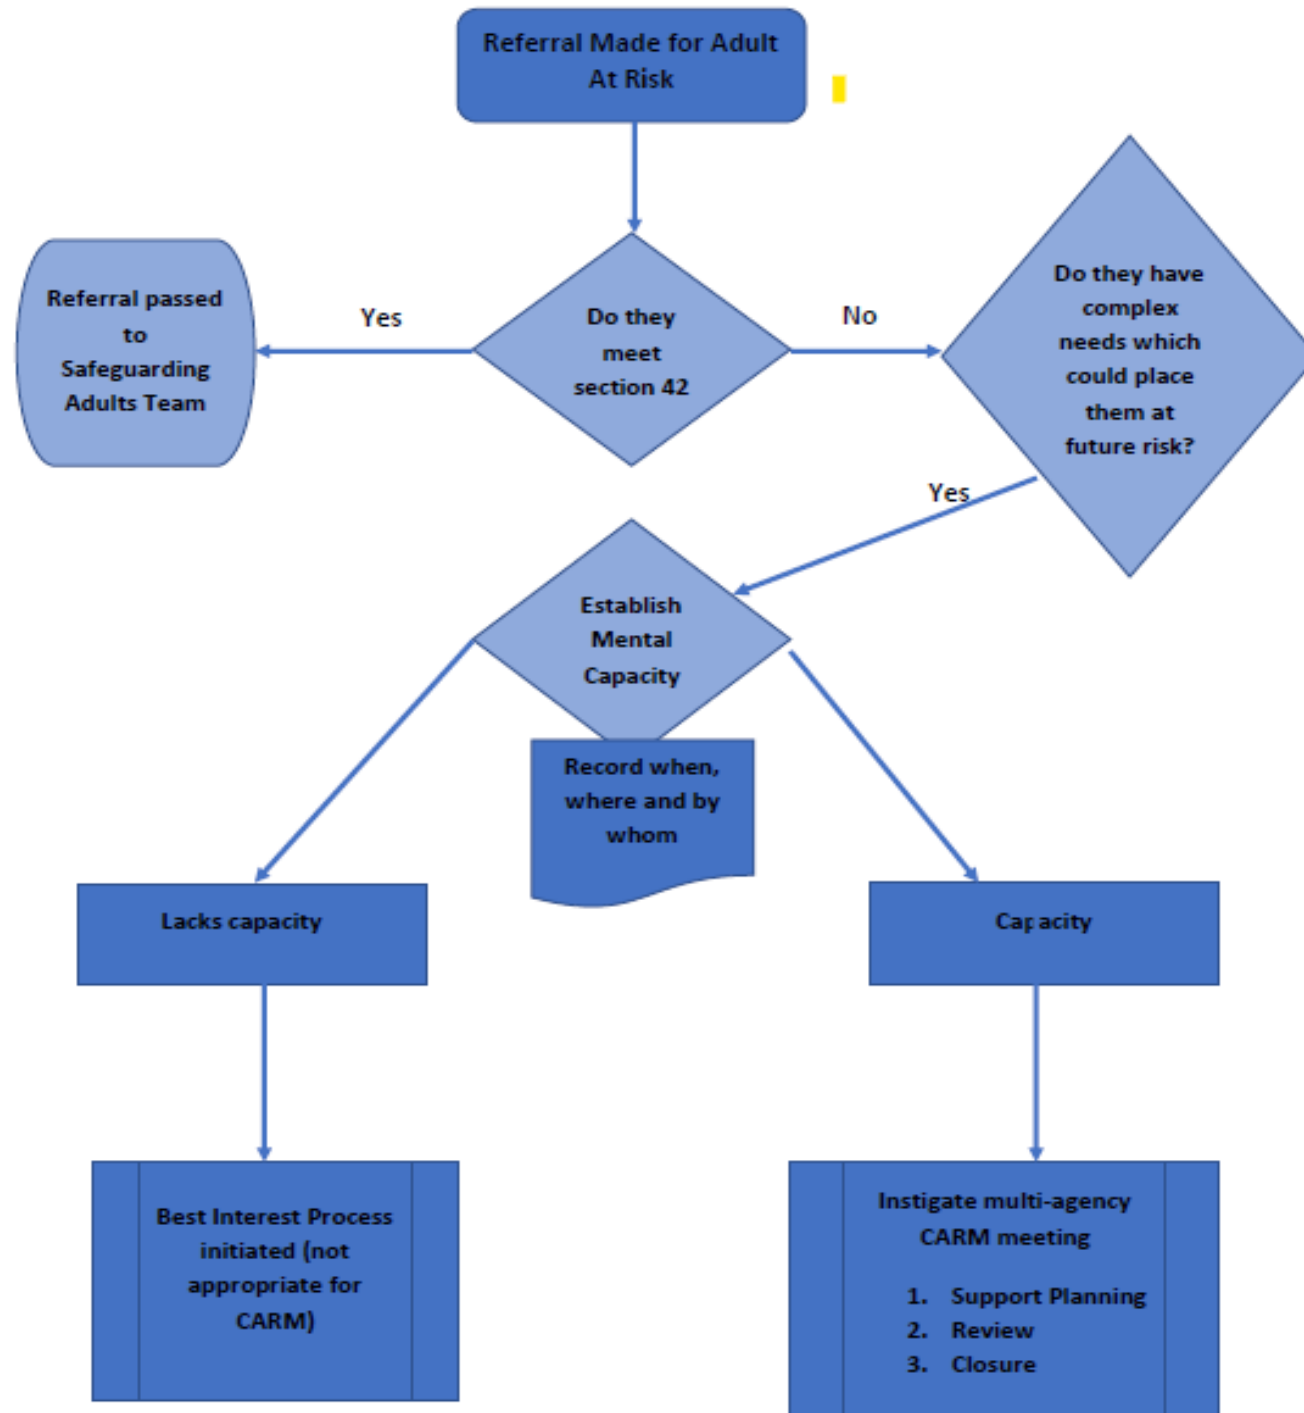 Referral Made for Adult
At Risk
Referral passed
to
Safeguarding
Adults Team
Yes
Do they
meet
section 42
No
Do they have
complex
needs which
could place
them at
future risk?
Yes
Establish
Mental
Capacity
Record when,
where and by
whom
Lacks capacity
Capacity
Best Interest Process
initiated (not
appropriate for
CARM)
Instigate multi-agency
CARM meeting
1. Support Planning
2. Review
3. Closure